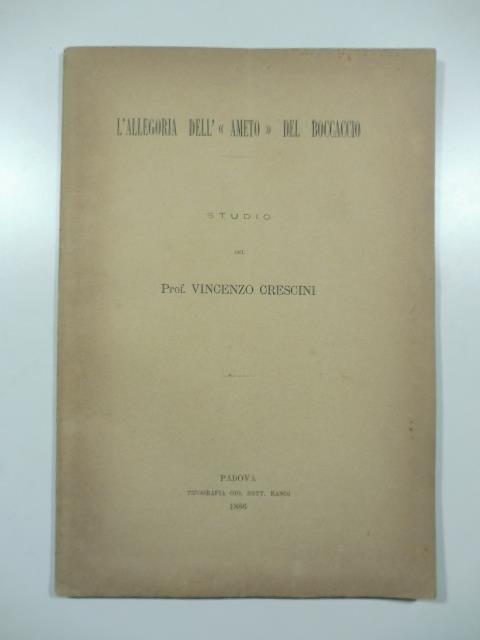 L'ALLEGORIA DELL' « AMETO » DEL BOCCACCIO
STUDIO
DEL
Prof. VINCENZO CRESCINI
PADOVA
TIPOGRAFIA GIO. BATT. RANDI
1886